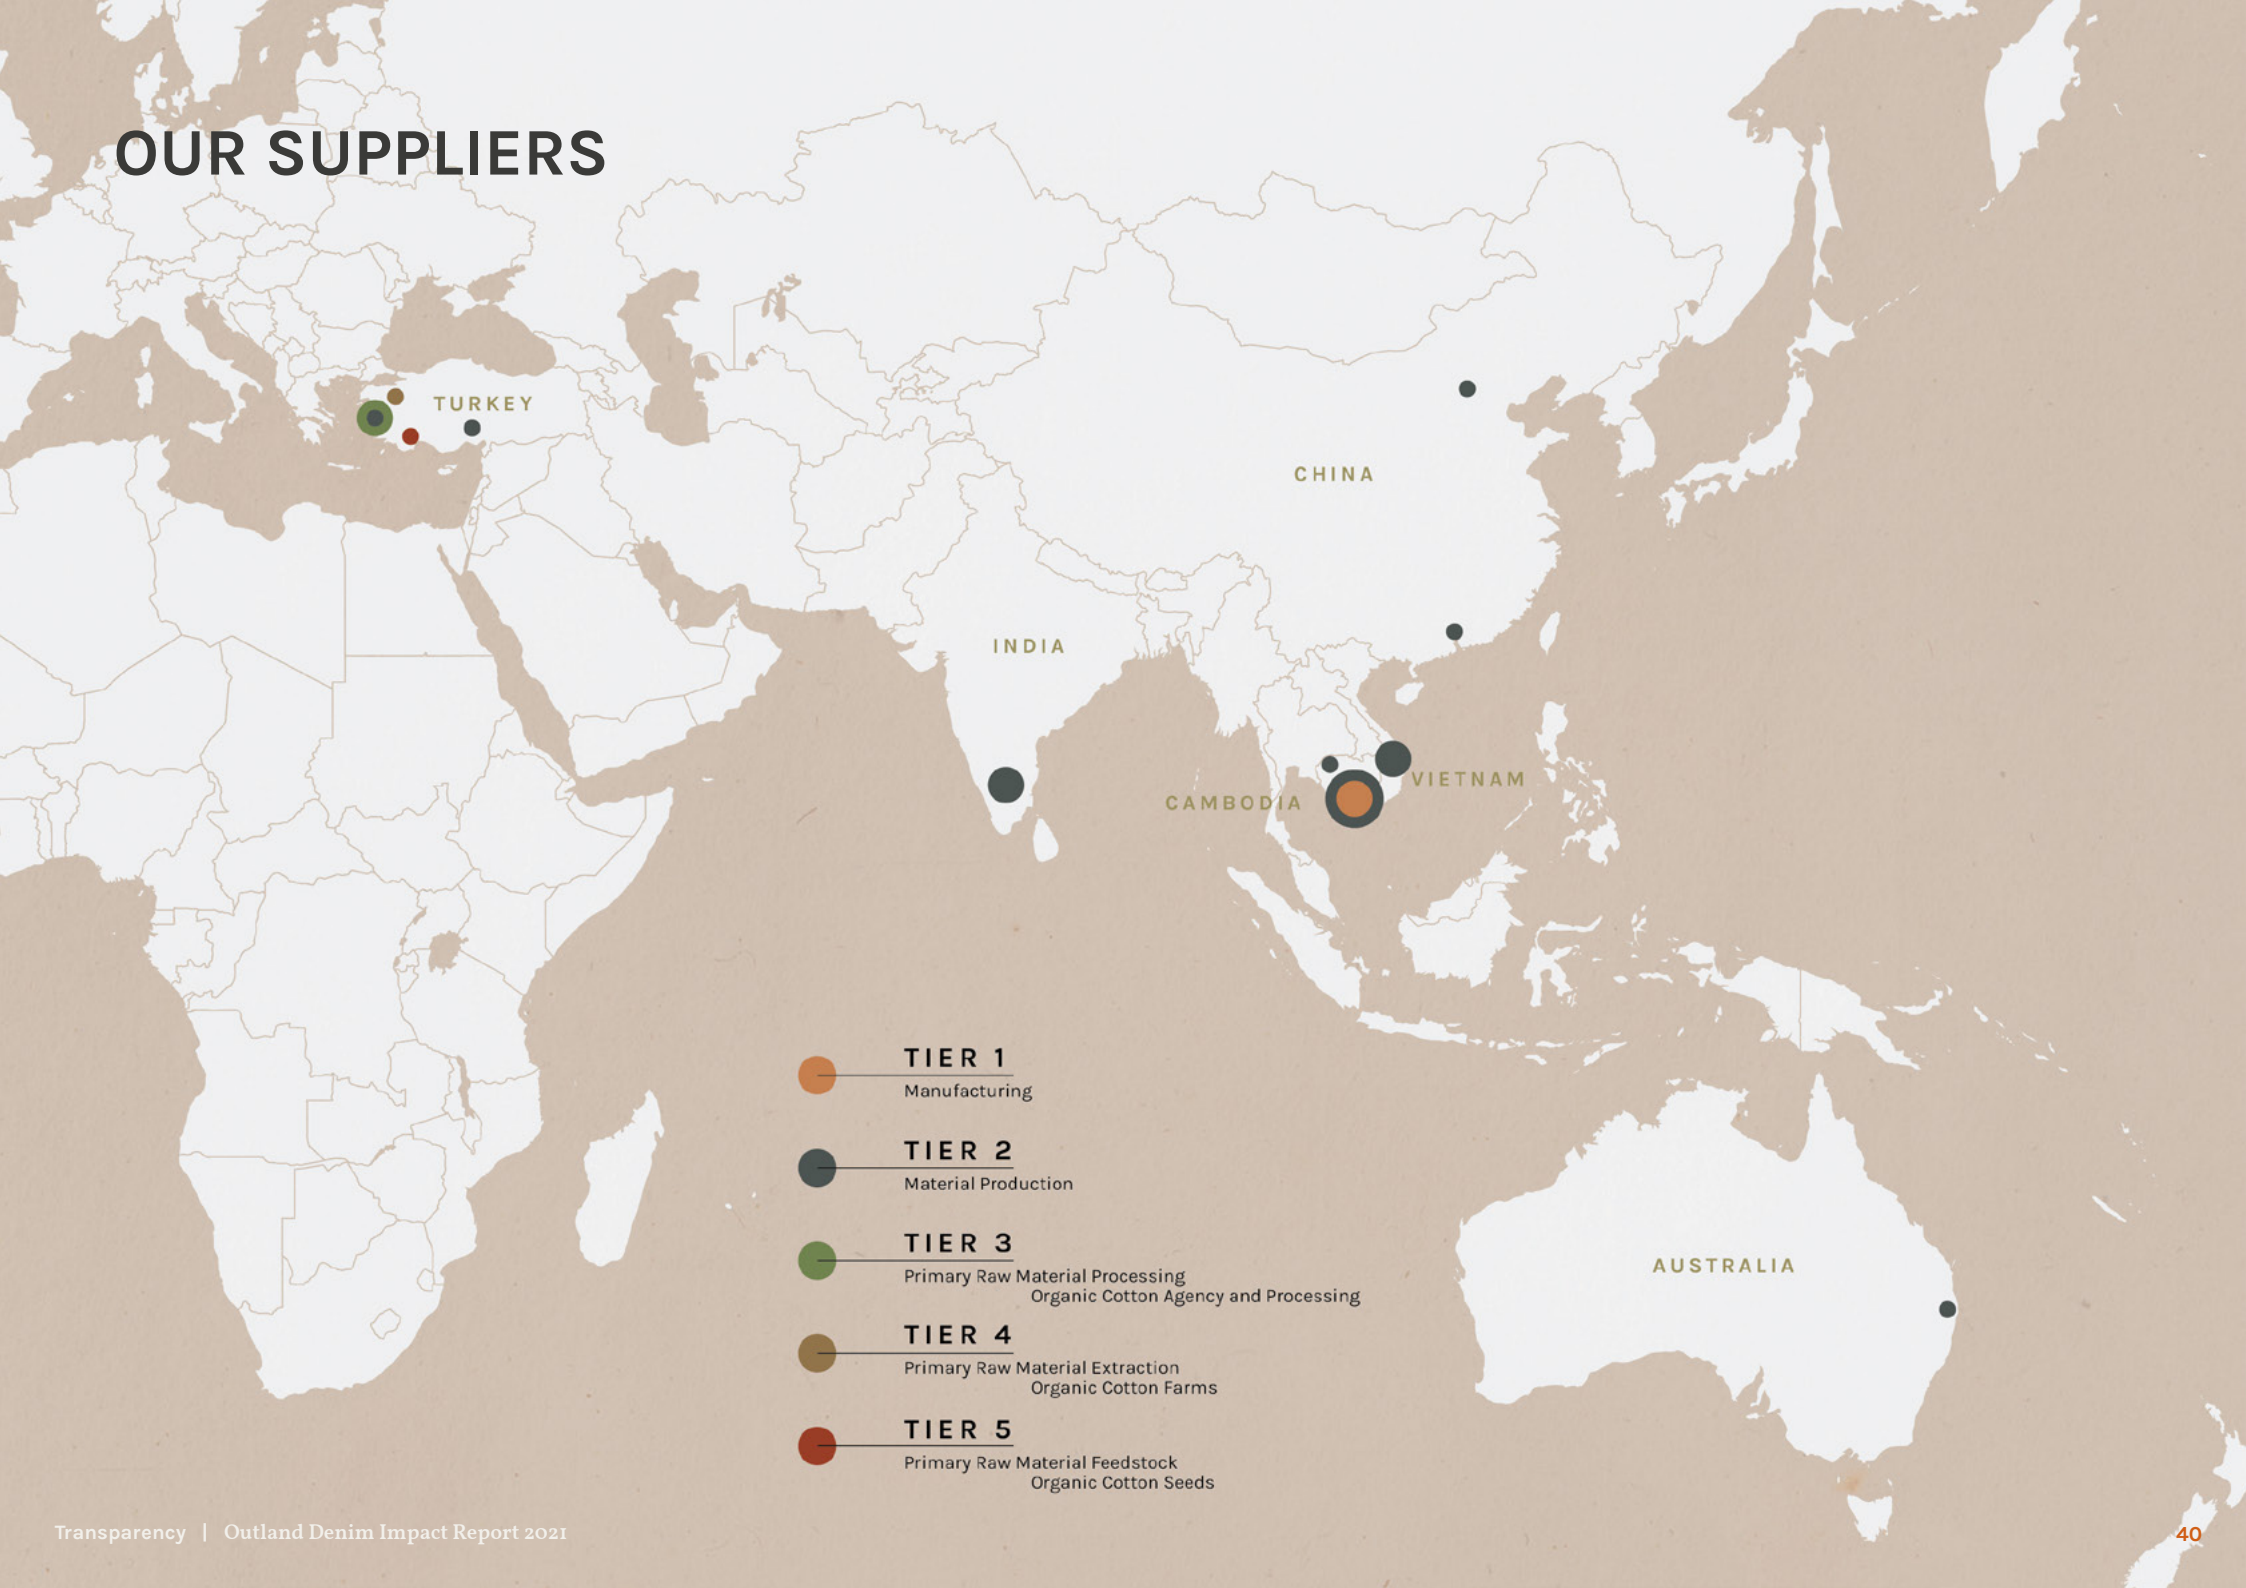 OUR SUPPLIERS
TURKEY
CHINA
INDIA
VIETNAM
CAMBODIA
TIER 1
Manufacturing
TIER 2
Material Production
TIER 3
Primary Raw Material Processing
Organic Cotton Agency and Processing
TIER 4
Primary Raw Material Extraction
Organic Cotton Farms
TIER 5
Primary Raw Material Feedstock
Organic Cotton Seeds
AUSTRALIA
Transparency | Outland Denim Impact Report 2021
40